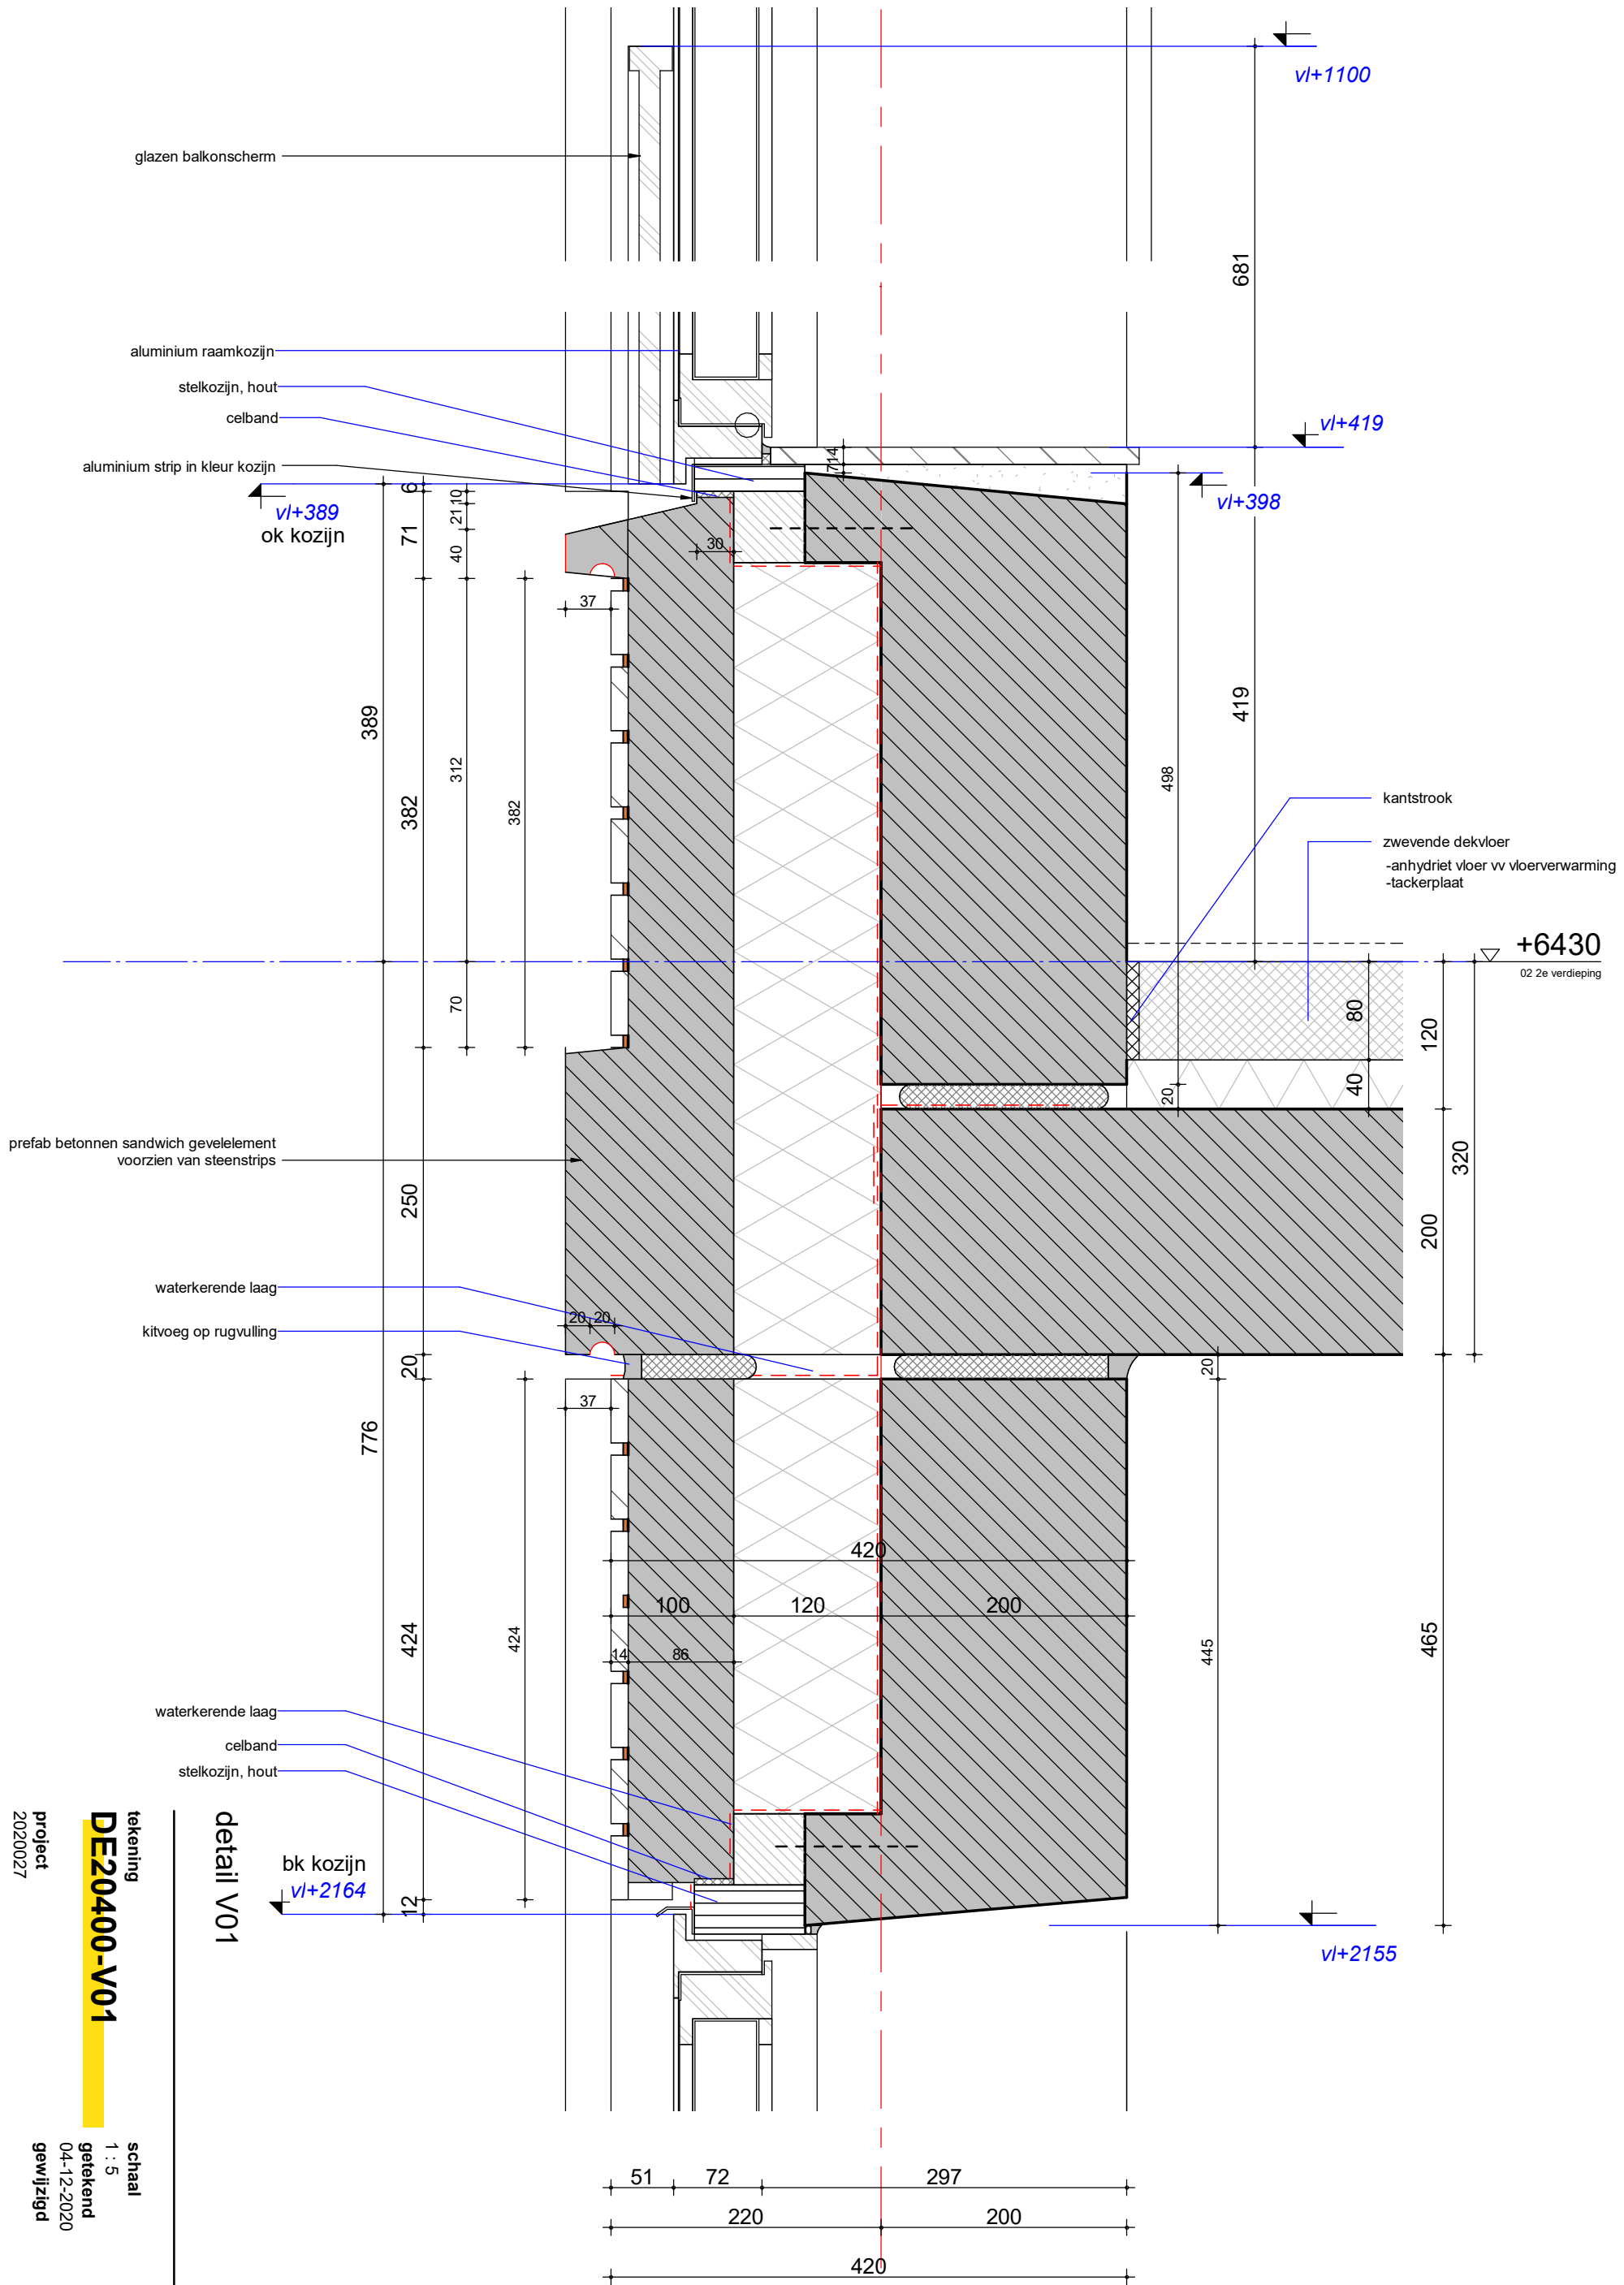 vl+1100
glazen balkonscherm
681
aluminium raamkozijn
stelkozijn, hout
celband
aluminium strip in kleur kozijn
vl+419
14
7
vl+398
vl+389
ok kozijn
6
10
21
71
40
30
37
389
312
382
382
498
419
kantstrook
zwevende dekvloer
-anhydriet vloer vv vloerverwarming
-tackerplaat
+6430
02 2e verdieping
70
80
120
40
20
320
prefab betonnen sandwich gevelelement
voorzien van steenstrips
250
200
waterkerende laag
kitvoeg op rugvulling
20
20
20
20
37
776
420
100
120
200
14
86
424
424
445
465
waterkerende laag
celband
stelkozijn, hout
bk kozijn
vl+2164
12
vl+2155
detail V01
tekening
DE20400-V01
project
2020027
schaal
1 : 5
getekend
04-12-2020
gewijzigd
51
72
297
220
200
420